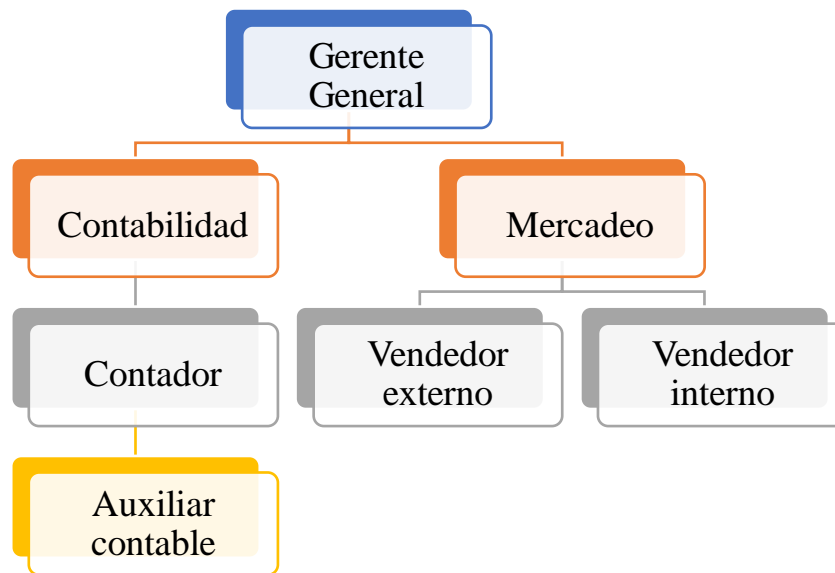 Gerente
General
Contabilidad
Mercadeo
Contador
Vendedor
externo
Vendedor
interno
Auxiliar
contable